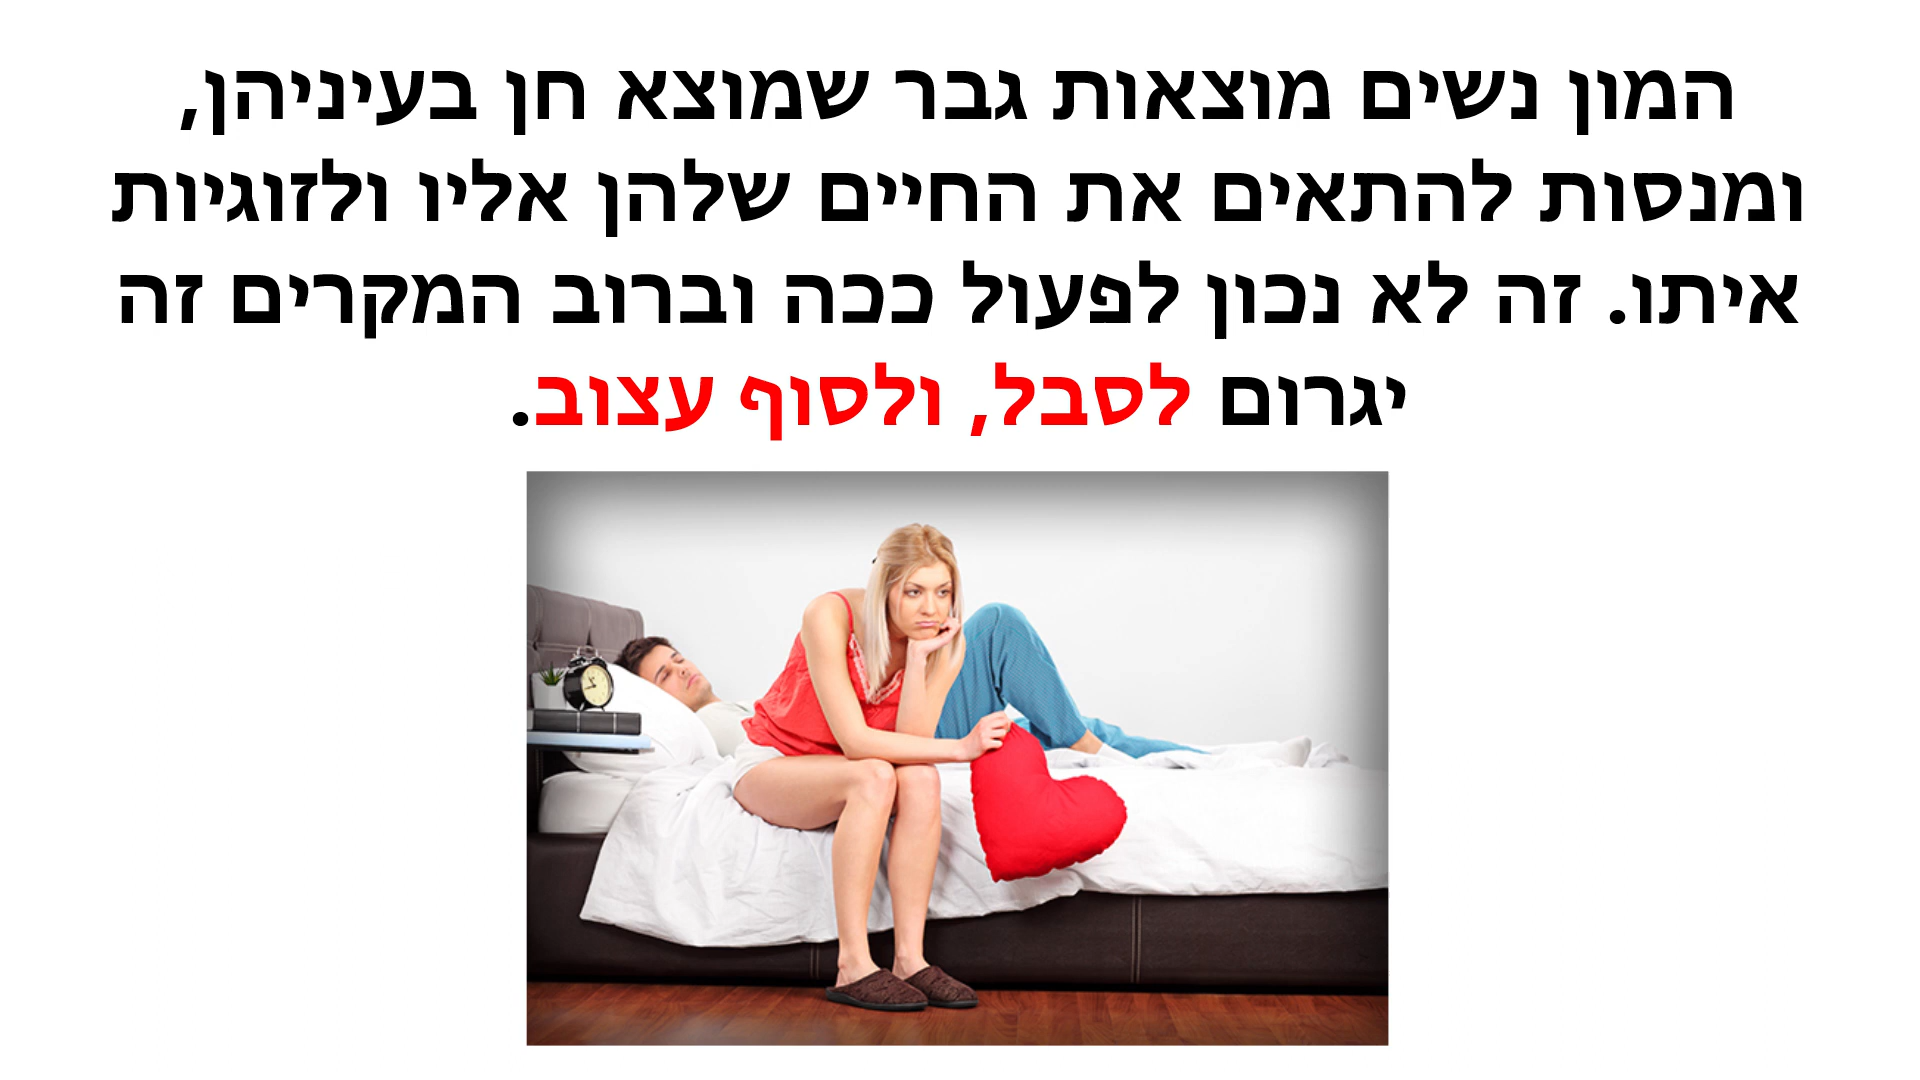 המון נשים מוצאות גבר שמוצא חן בעיניהן,
ומנסות להתאים את החיים שלהן אליו ולזוגיות
איתו. זה לא נכון לפעול ככה וברוב המקרים זה
יגרום לסבל, ולסוף עצוב.